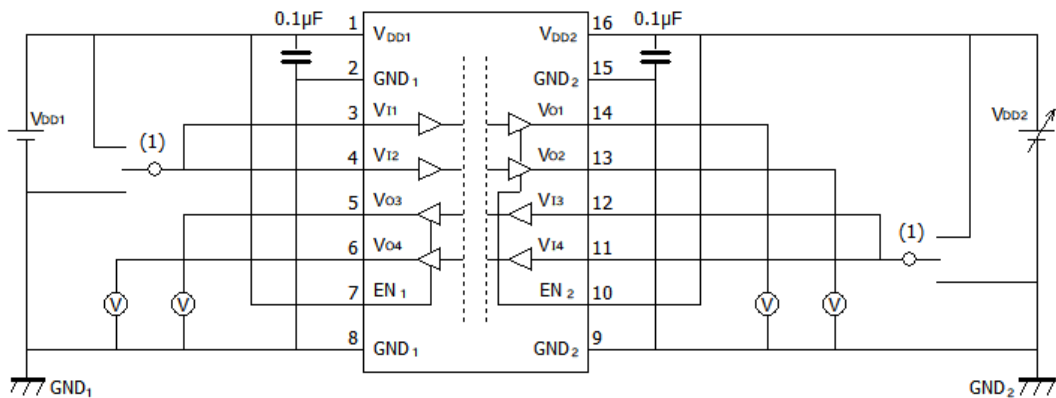 0.1µF 0.1µF
1 VDD1 VDD2 16
2 GND1 GND2 15
3 VI1 VO1 14
VDD1 VDD2
(1) 4 VI2 VO2 13
5 VO3 VI3 12
6 VO4 VI4 11 (1)
7 EN1 EN2 10
V V V V
8 GND1 GND2 9
GND1 GND2